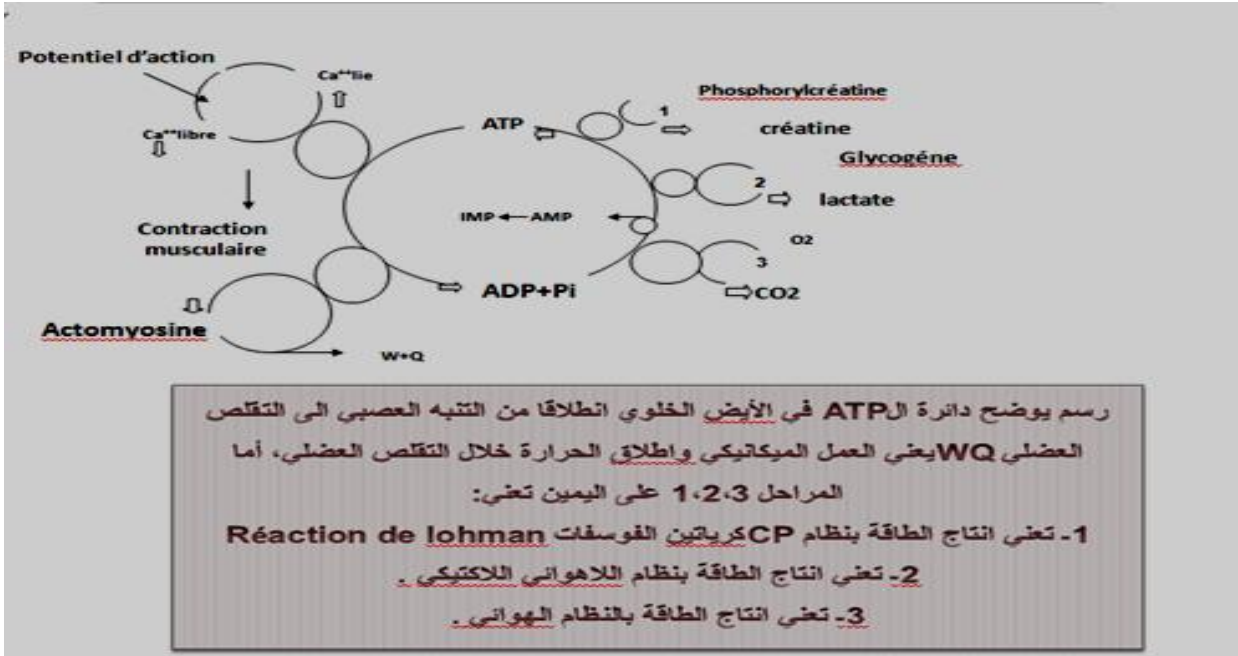 Potentiel d'action
Ca⁺⁺lie
Phosphorylcréatine
1
ATP
créatine
Ca⁺⁺libre
Glycogéne
2
lactate
IMP ← AMP
Contraction
musculaire
O2
3
ADP+Pi
CO2
Actomyosine
W+Q
رسم يوضح دائرة الATP في الأيض الخلوي انطلاقا من التنبه العصبي الى التقلص
العضلي WQيعني العمل الميكانيكي واطلاق الحرارة خلال التقلص العضلي، أما
المراحل 1،2،3 على اليمين تعني:
1ـ تعني انتاج الطاقة بنظام CPكرياتين الفوسفات Réaction de lohman
2ـ تعني انتاج الطاقة بنظام اللاهوائي اللاكتيكي .
3ـ تعني انتاج الطاقة بالنظام الهوائي .